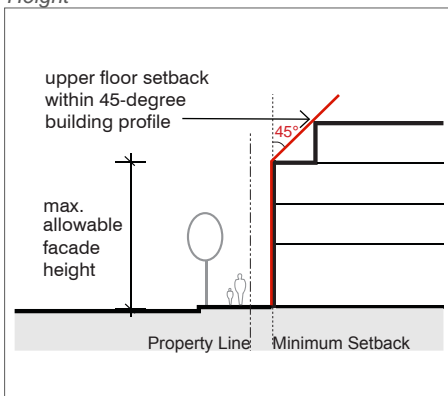 Height
upper floor setback
within 45-degree
building profile
45°
max.
allowable
facade
height
Property Line
Minimum Setback